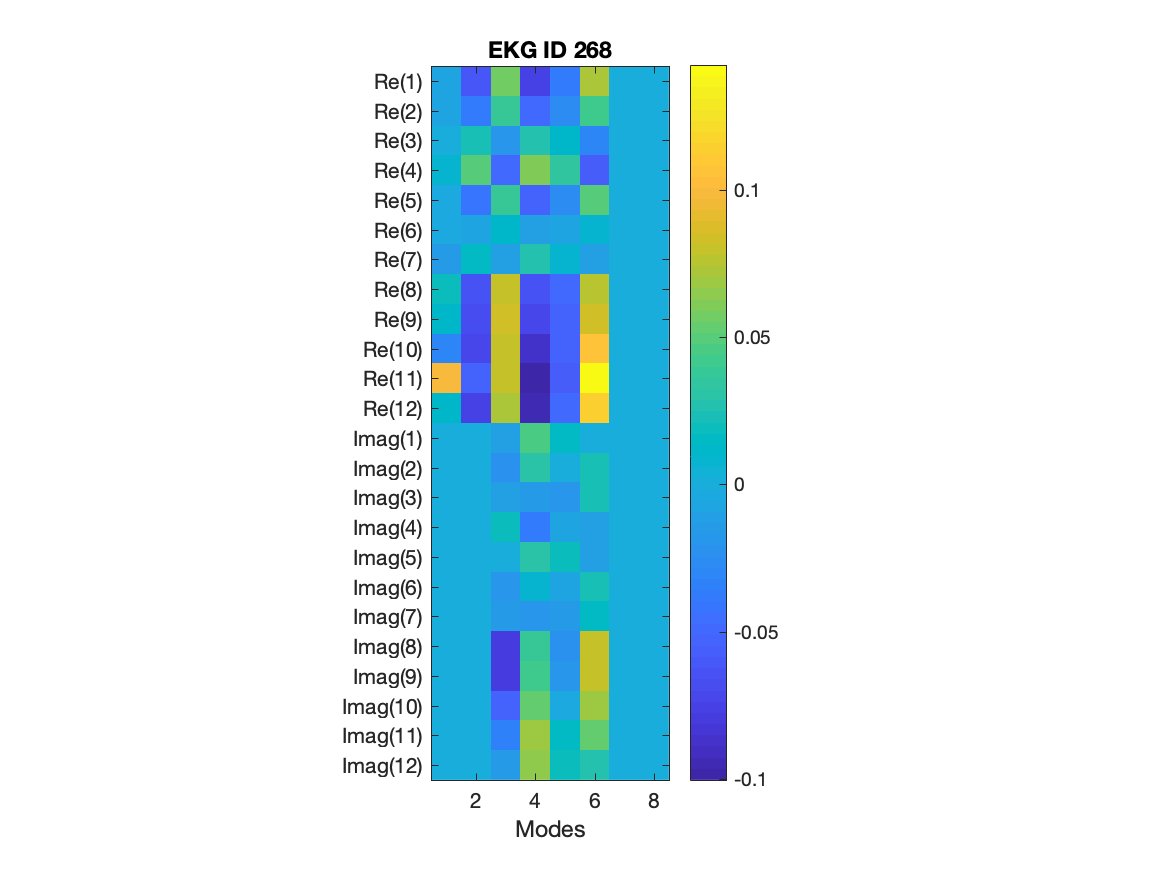 EKG ID 268
Re(1)
Re(2)
Re(3)
Re(4)
Re(5)
Re(6)
Re(7)
Re(8)
Re(9)
Re(10)
Re(11)
Re(12)
Imag(1)
Imag(2)
Imag(3)
Imag(4)
Imag(5)
Imag(6)
Imag(7)
Imag(8)
Imag(9)
Imag(10)
Imag(11)
Imag(12)
2 4 6 8
Modes
0.1
0.05
0
-0.05
-0.1